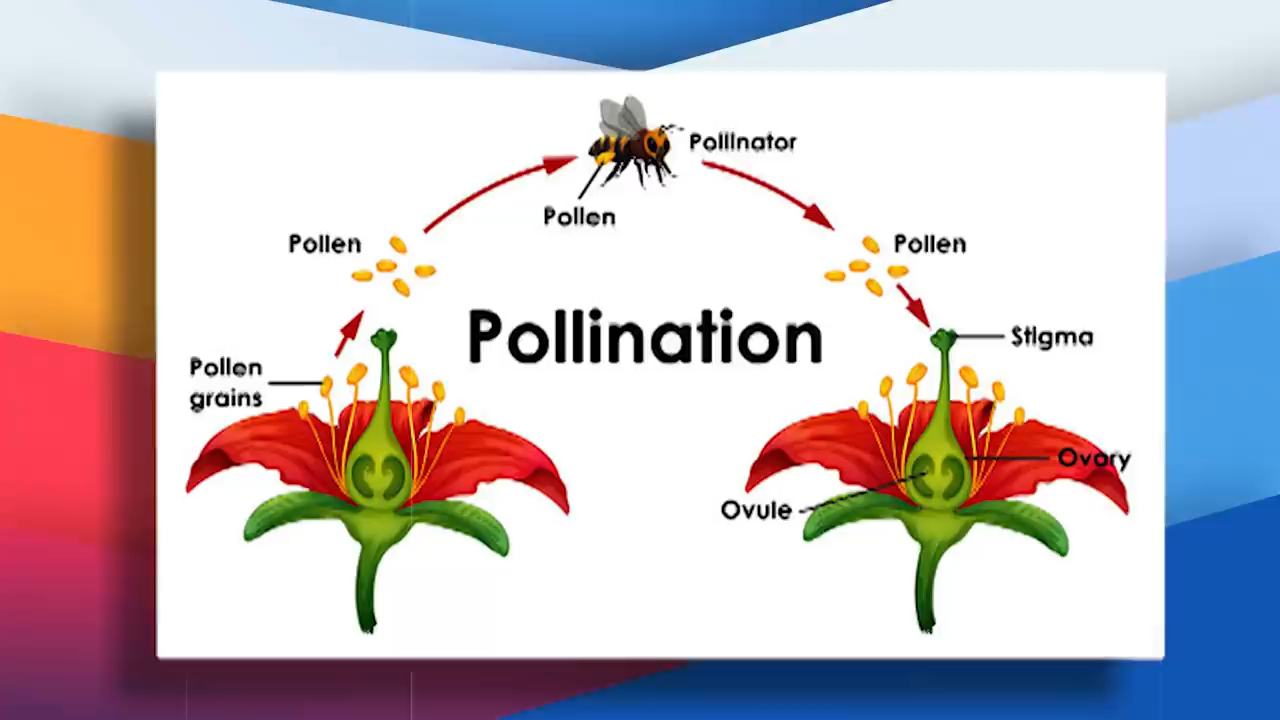 Pollinator
Pollen
Pollen
Pollen
Pollination
Stigma
Pollen
grains
Ovary
Ovule